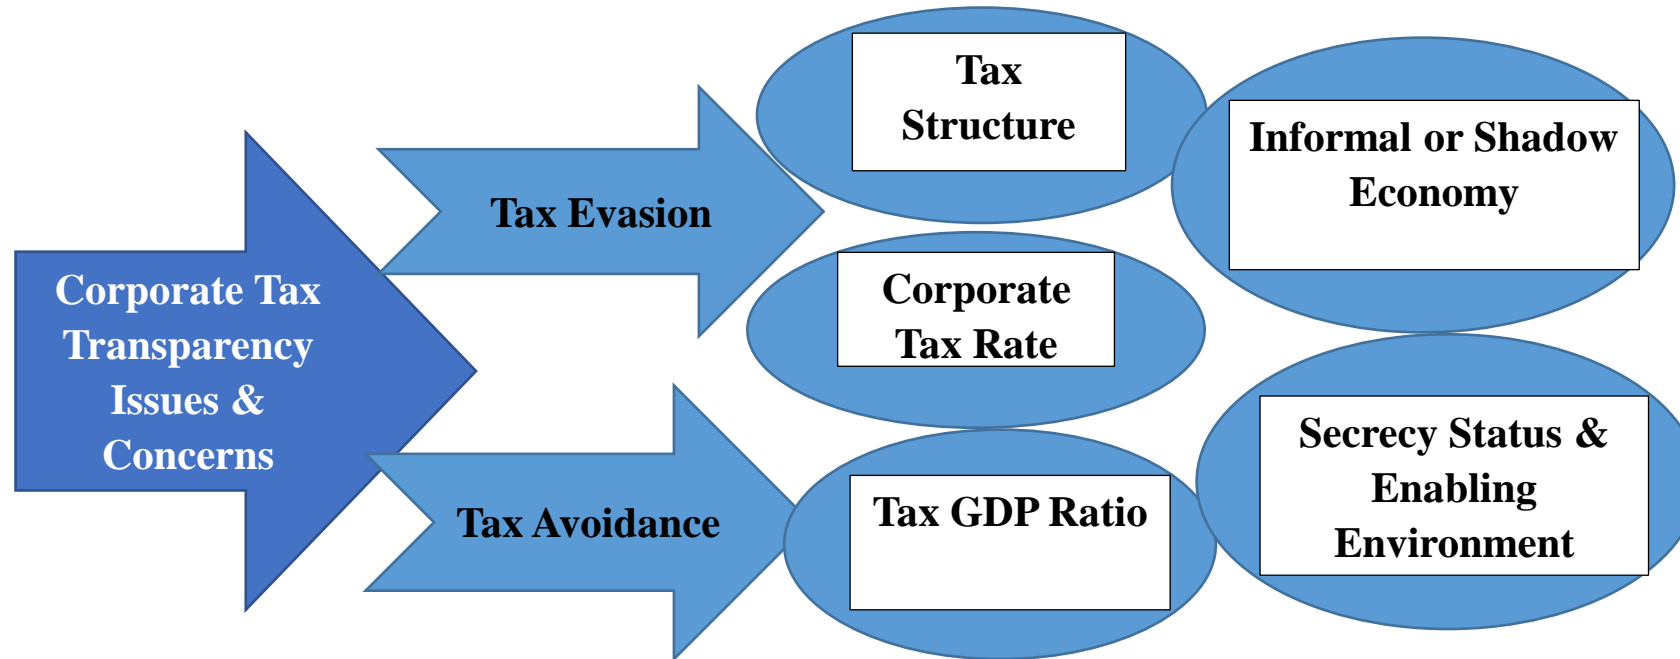 Corporate Tax
Transparency
Issues &
Concerns
Tax Evasion
Tax Avoidance
Tax
Structure
Corporate
Tax Rate
Tax GDP Ratio
Informal or Shadow
Economy
Secrecy Status &
Enabling
Environment